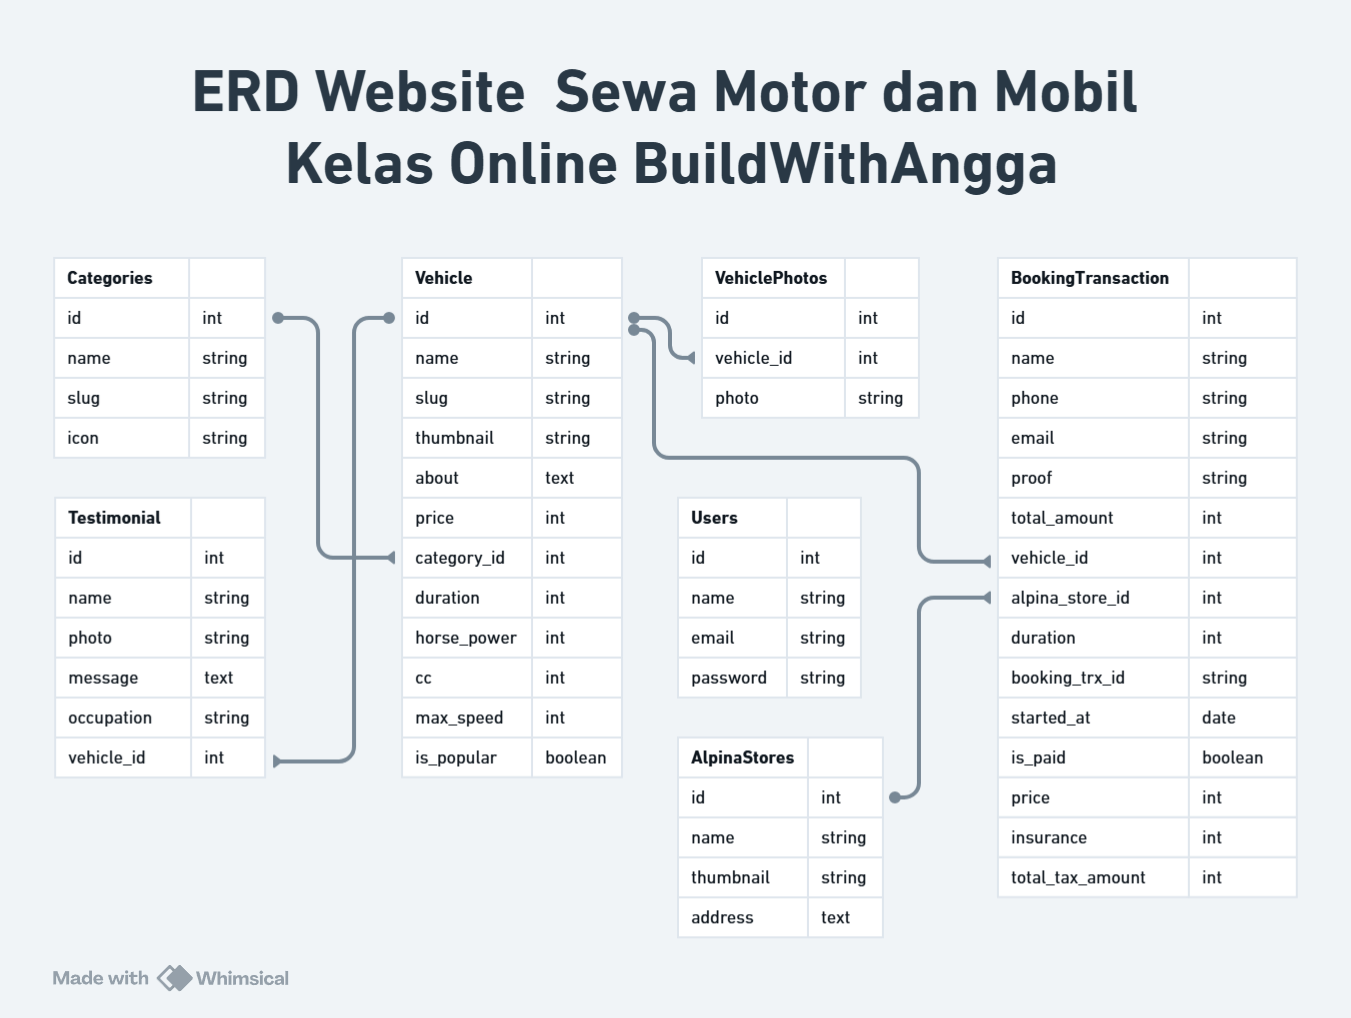 ERD Website Sewa Motor dan Mobil
Kelas Online BuildWithAngga
Categories
id int
name string
slug string
icon string
Testimonial
id int
name string
photo string
message text
occupation string
vehicle_id int
Vehicle
id int
name string
slug string
thumbnail string
about text
price int
category_id int
duration int
horse_power int
cc int
max_speed int
is_popular boolean
VehiclePhotos
id int
vehicle_id int
photo string
Users
id int
name string
email string
password string
AlpinaStores
id int
name string
thumbnail string
address text
BookingTransaction
id int
name string
phone string
email string
proof string
total_amount int
vehicle_id int
alpina_store_id int
duration int
booking_trx_id string
started_at date
is_paid boolean
price int
insurance int
total_tax_amount int
Made with Whimsical